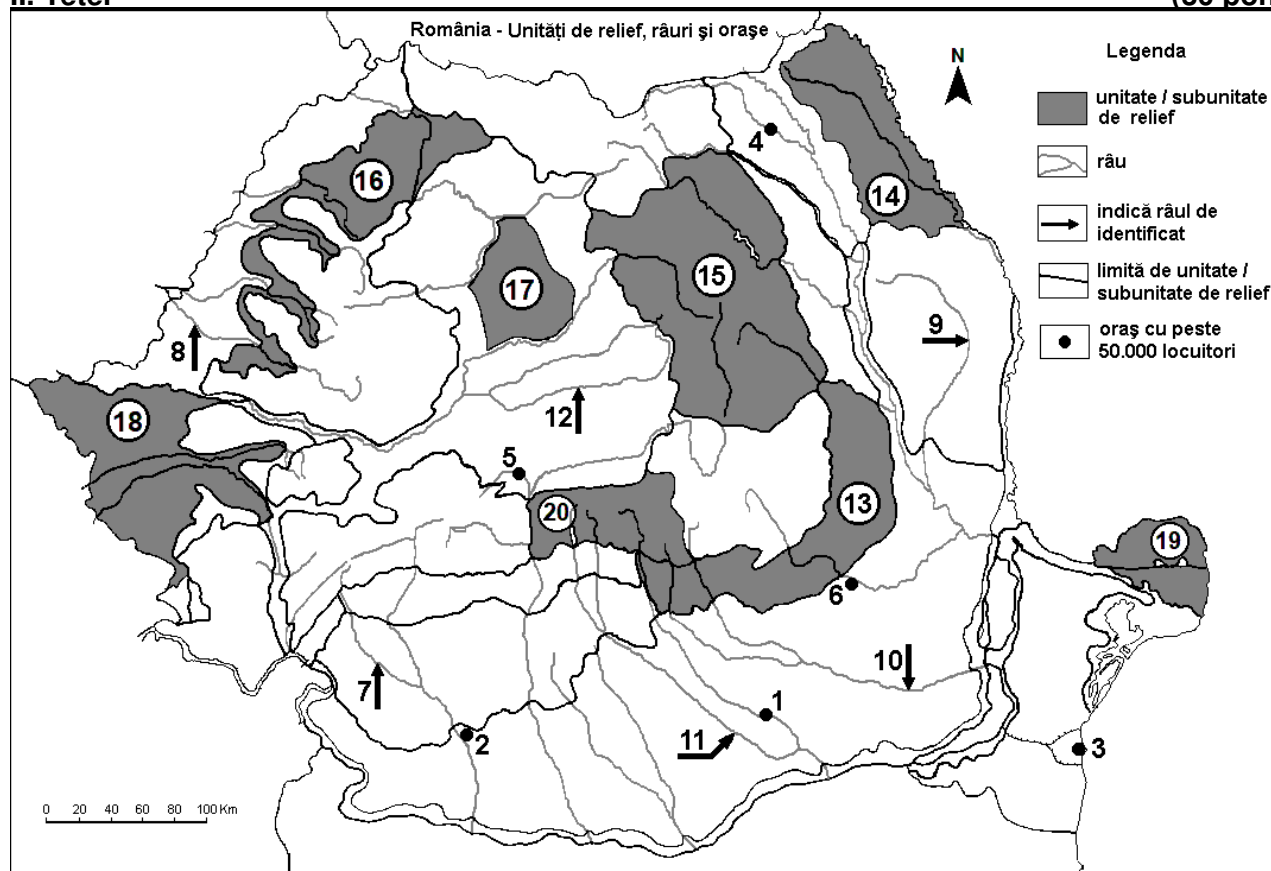 România - Unități de relief, râuri şi oraşe
N
Legenda
unitate / subunitate
de relief
râu
indică râul de
identificat
limită de unitate /
subunitate de relief
oraş cu peste
50.000 locuitori
4
16
14
15
17
8
9
18
12
5
13
20
19
6
10
7
1
2
11
3
0 20 40 60 80 100 Km